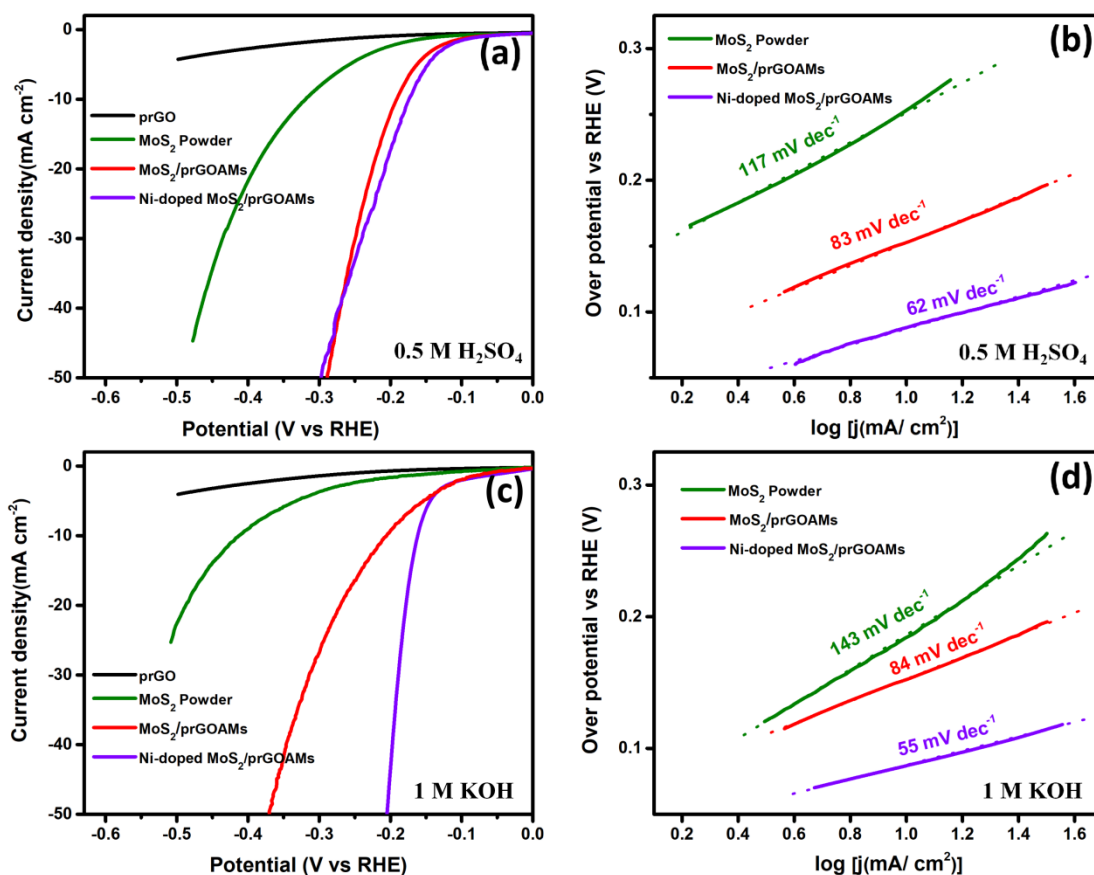 (a)
Current density(mA cm⁻²)
0
-10
-20
-30
-40
-50
prGO
MoS₂ Powder
MoS₂/prGOAMs
Ni-doped MoS₂/prGOAMs
0.5 M H₂SO₄
-0.6 -0.5 -0.4 -0.3 -0.2 -0.1 0.0
Potential (V vs RHE)
(b)
Over potential vs RHE (V)
0.3
0.2
0.1
MoS₂ Powder
MoS₂/prGOAMs
Ni-doped MoS₂/prGOAMs
117 mV dec⁻¹
83 mV dec⁻¹
62 mV dec⁻¹
0.5 M H₂SO₄
0.2 0.4 0.6 0.8 1.0 1.2 1.4 1.6
log [j(mA/ cm²)]
(c)
Current density(mA cm⁻²)
0
-10
-20
-30
-40
-50
prGO
MoS₂ Powder
MoS₂/prGOAMs
Ni-doped MoS₂/prGOAMs
1 M KOH
-0.6 -0.5 -0.4 -0.3 -0.2 -0.1 0.0
Potential (V vs RHE)
(d)
Over potential vs RHE (V)
0.3
0.2
0.1
MoS₂ Powder
MoS₂/prGOAMs
Ni-doped MoS₂/prGOAMs
143 mV dec⁻¹
84 mV dec⁻¹
55 mV dec⁻¹
1 M KOH
0.2 0.4 0.6 0.8 1.0 1.2 1.4 1.6
log [j(mA/ cm²)]